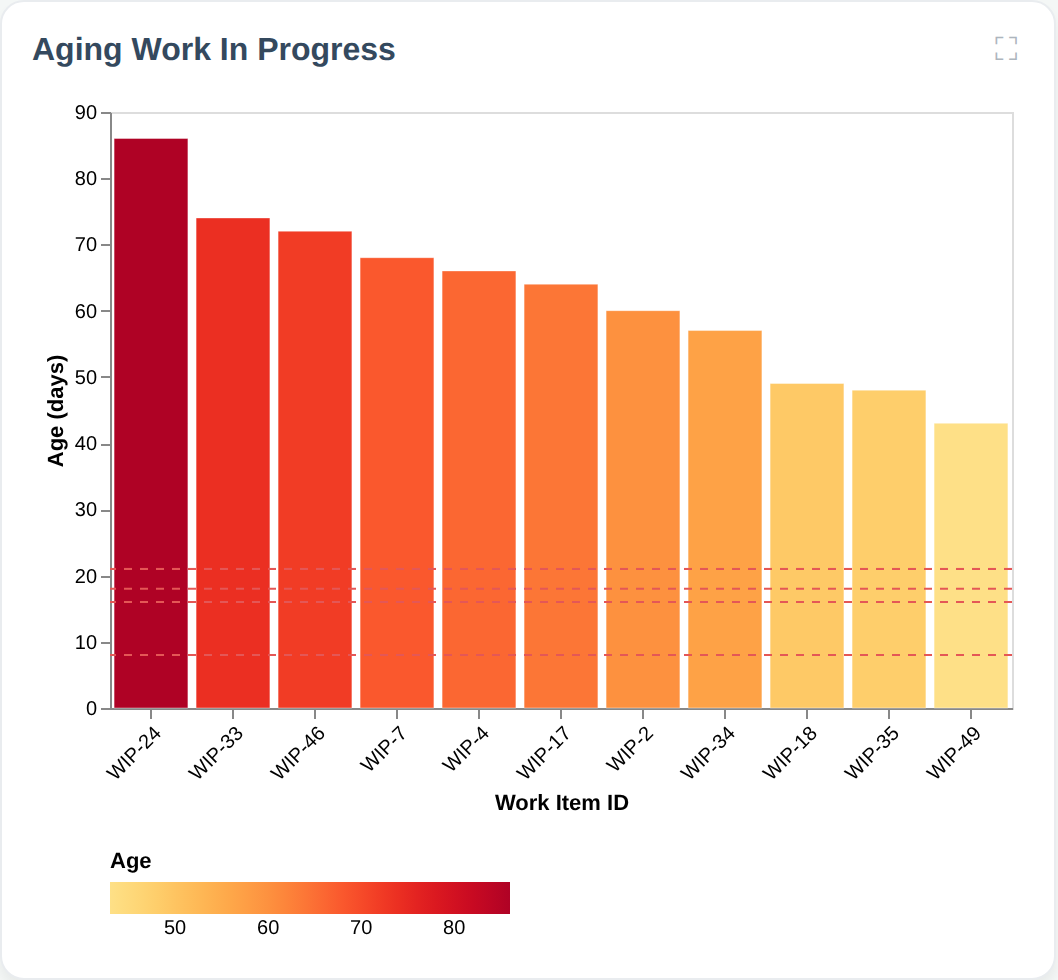 Aging Work In Progress
90
80
70
60
50
40
30
20
10
0
Age (days)
WIP-24
WIP-33
WIP-46
WIP-7
WIP-4
WIP-17
WIP-2
WIP-34
WIP-18
WIP-35
WIP-49
Work Item ID
Age
50 60 70 80